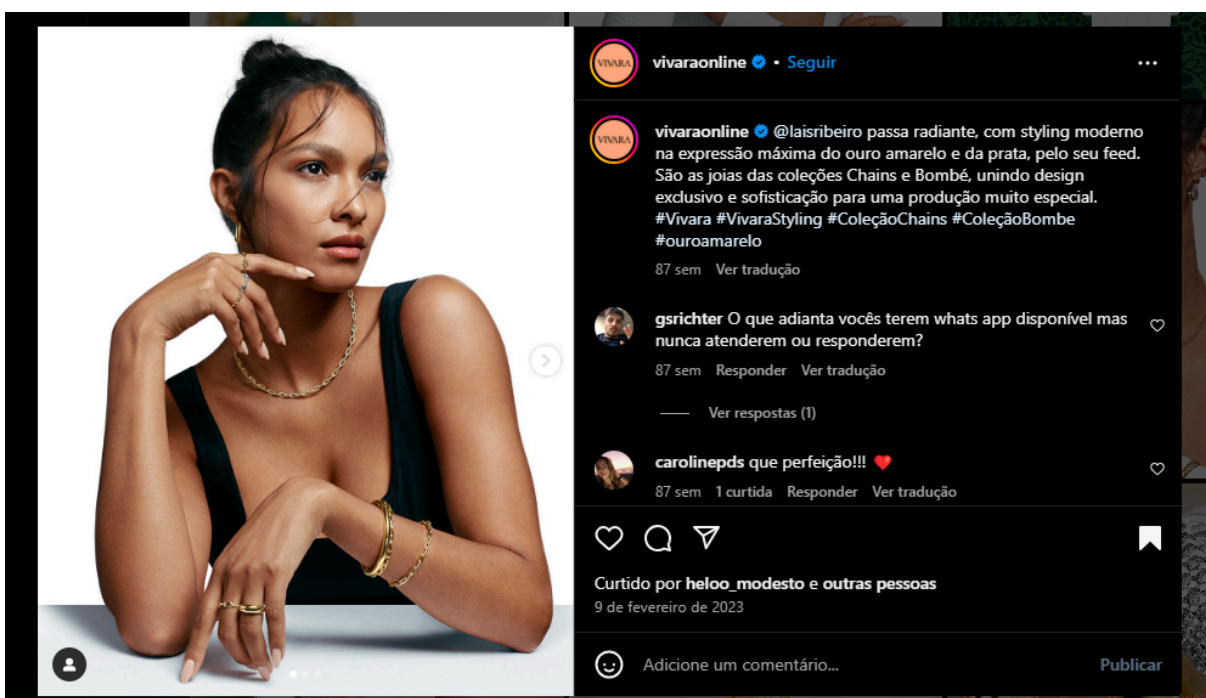 VIVARA
vivaraonline • Seguir
VIVARA
vivaraonline @laisribeiro passa radiante, com styling moderno
na expressão máxima do ouro amarelo e da prata, pelo seu feed.
São as joias das coleções Chains e Bombé, unindo design
exclusivo e sofisticação para uma produção muito especial.
#Vivara #VivaraStyling #ColeçãoChains #ColeçãoBombe
#ouroamarelo
87 sem Ver tradução
gsrichter O que adianta vocês terem whats app disponível mas
nunca atenderem ou responderem?
87 sem Responder Ver tradução
Ver respostas (1)
carolinepds que perfeição!!! ❤️
87 sem 1 curtida Responder Ver tradução
Curtido por heloo_modesto e outras pessoas
9 de fevereiro de 2023
Adicione um comentário... Publicar